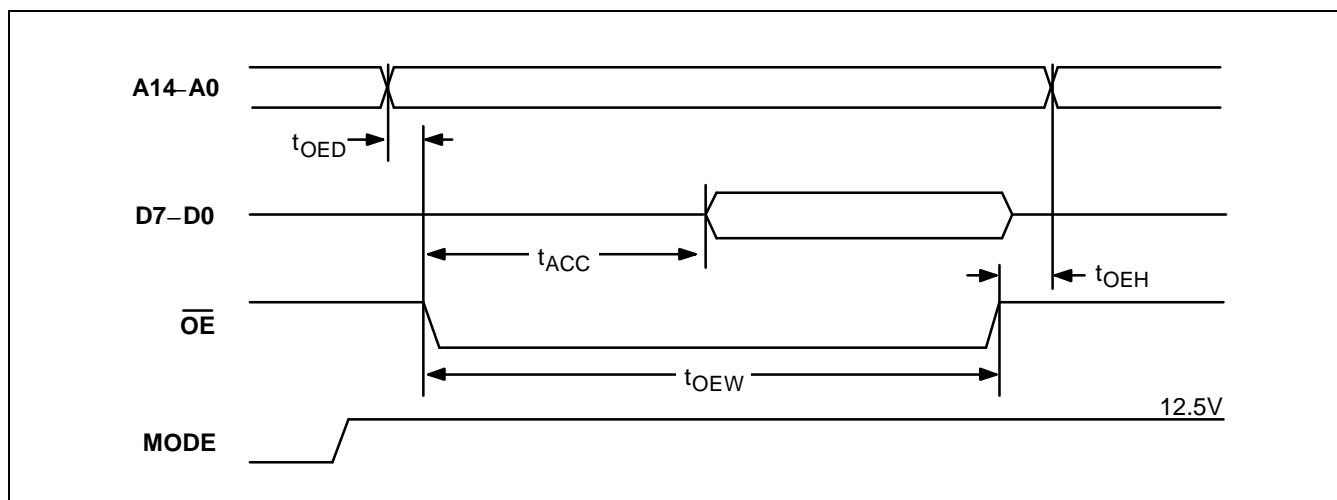 A14–A0
tOED
D7–D0
tACC
tOEH
OE
tOEW
12.5V
MODE